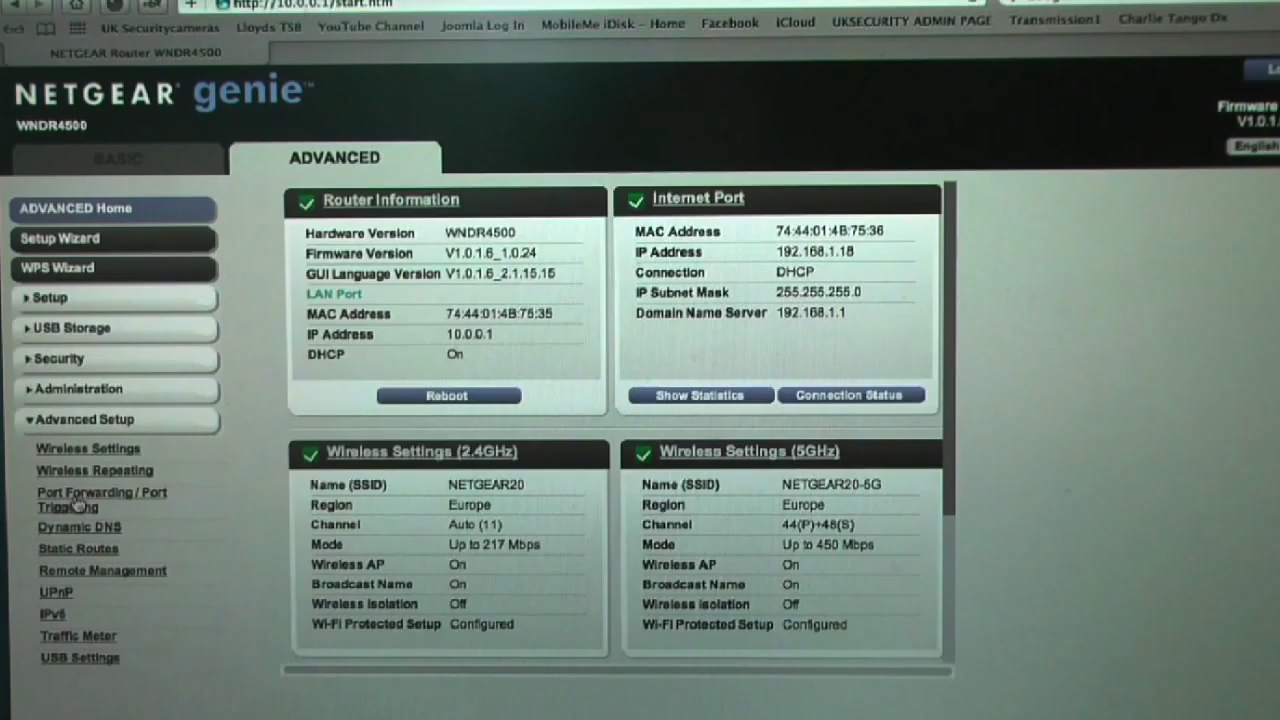 http://10.0.0.1/start.htm
UK Securitycameras Lloyds TSB YouTube Channel Joomla Log In MobileMe iDisk - Home Facebook iCloud UKSECURITY ADMIN PAGE Transmission1 Charlie Tango Dx
NETGEAR Router WNDR4500
NETGEAR genie™
WNDR4500
Firmware
V1.0.1.
English
BASIC
ADVANCED
ADVANCED Home
Setup Wizard
WPS Wizard
Setup
USB Storage
Security
Administration
Advanced Setup
Wireless Settings
Wireless Repeating
Port Forwarding / Port
Triggering
Dynamic DNS
Static Routes
Remote Management
UPnP
IPv6
Traffic Meter
USB Settings
Router Information
Hardware Version WNDR4500
Firmware Version V1.0.1.6_1.0.24
GUI Language Version V1.0.1.6_2.1.15.15
LAN Port
MAC Address 74:44:01:4B:75:35
IP Address 10.0.0.1
DHCP On
Reboot
Internet Port
MAC Address 74:44:01:4B:75:36
IP Address 192.168.1.18
Connection DHCP
IP Subnet Mask 255.255.255.0
Domain Name Server 192.168.1.1
Show Statistics Connection Status
Wireless Settings (2.4GHz)
Name (SSID) NETGEAR20
Region Europe
Channel Auto (11)
Mode Up to 217 Mbps
Wireless AP On
Broadcast Name On
Wireless isolation Off
Wi-Fi Protected Setup Configured
Wireless Settings (5GHz)
Name (SSID) NETGEAR20-5G
Region Europe
Channel 44(P)+48(S)
Mode Up to 450 Mbps
Wireless AP On
Broadcast Name On
Wireless isolation Off
Wi-Fi Protected Setup Configured